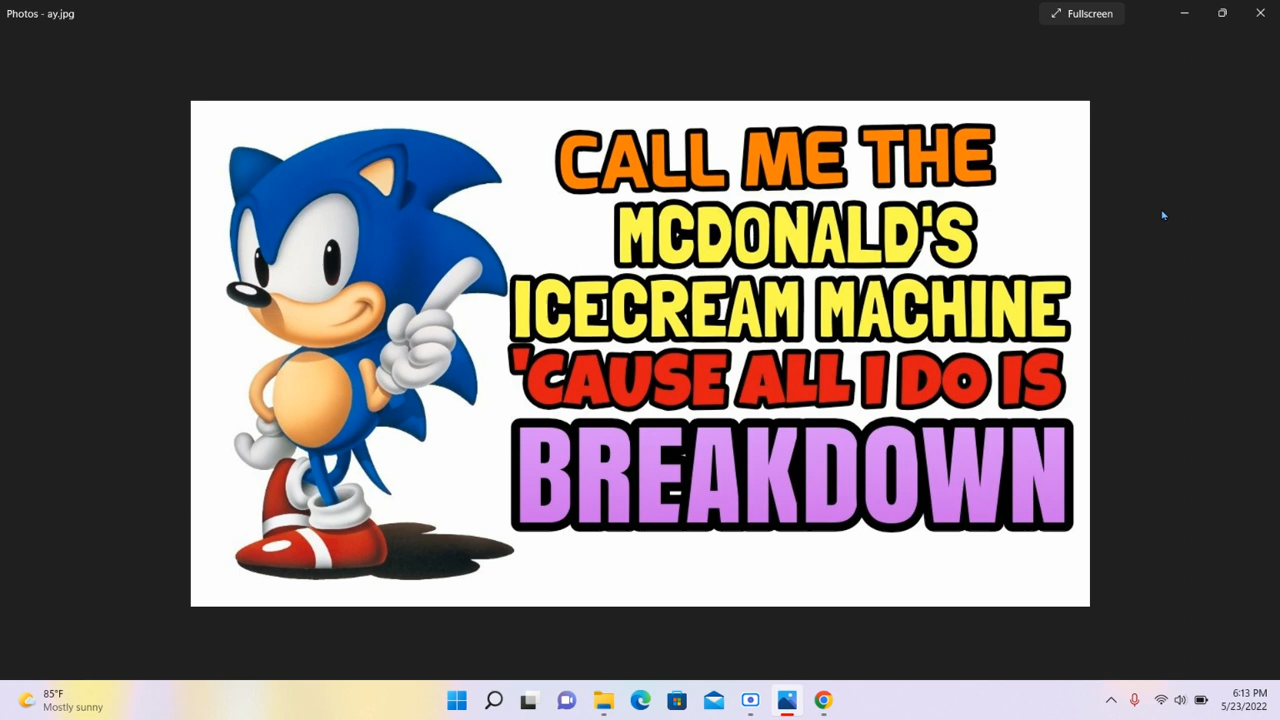 Photos - ay.jpg
Fullscreen
CALL ME THE
MCDONALD'S
ICECREAM MACHINE
'CAUSE ALL I DO IS
BREAKDOWN
85°F
Mostly sunny
6:13 PM
5/23/2022